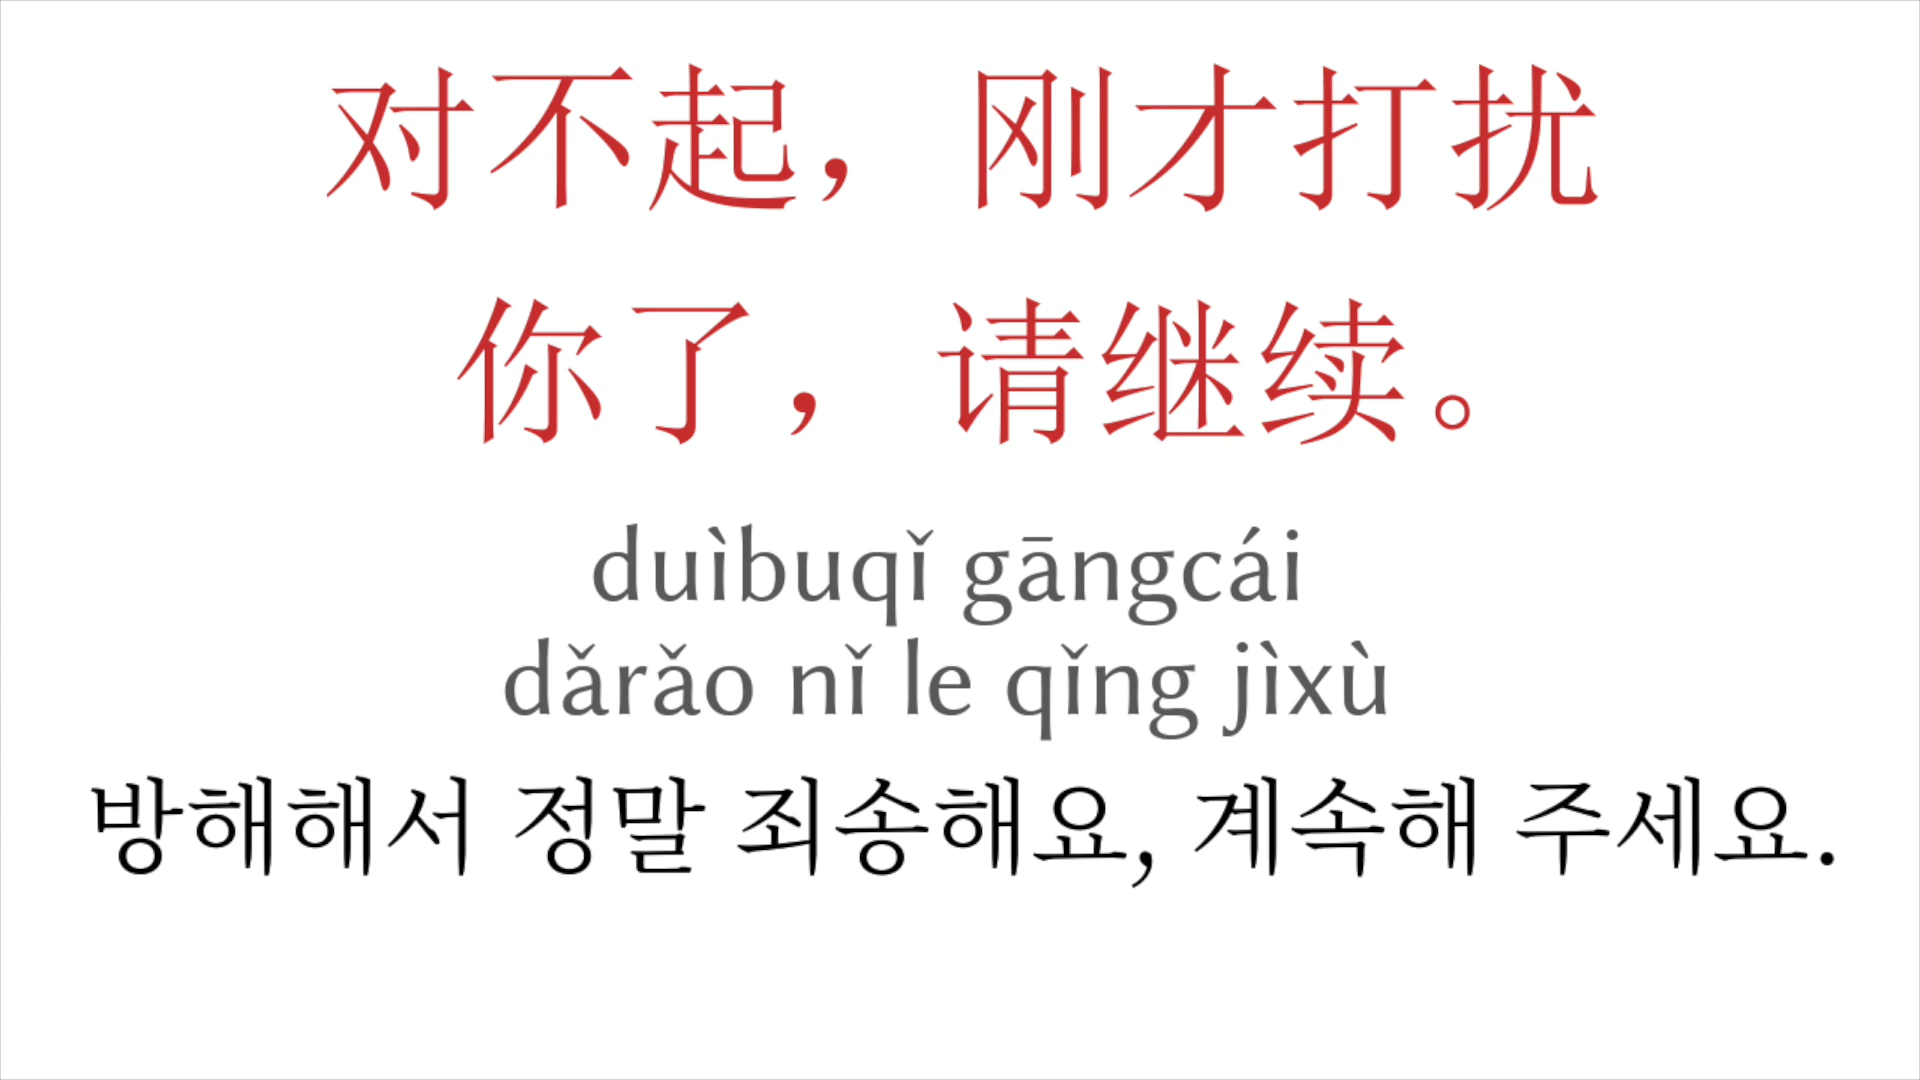 对不起，刚才打扰
你了，请继续。
duìbuqǐ gāngcái
dǎrǎo nǐ le qǐng jìxù
방해해서 정말 죄송해요, 계속해 주세요.